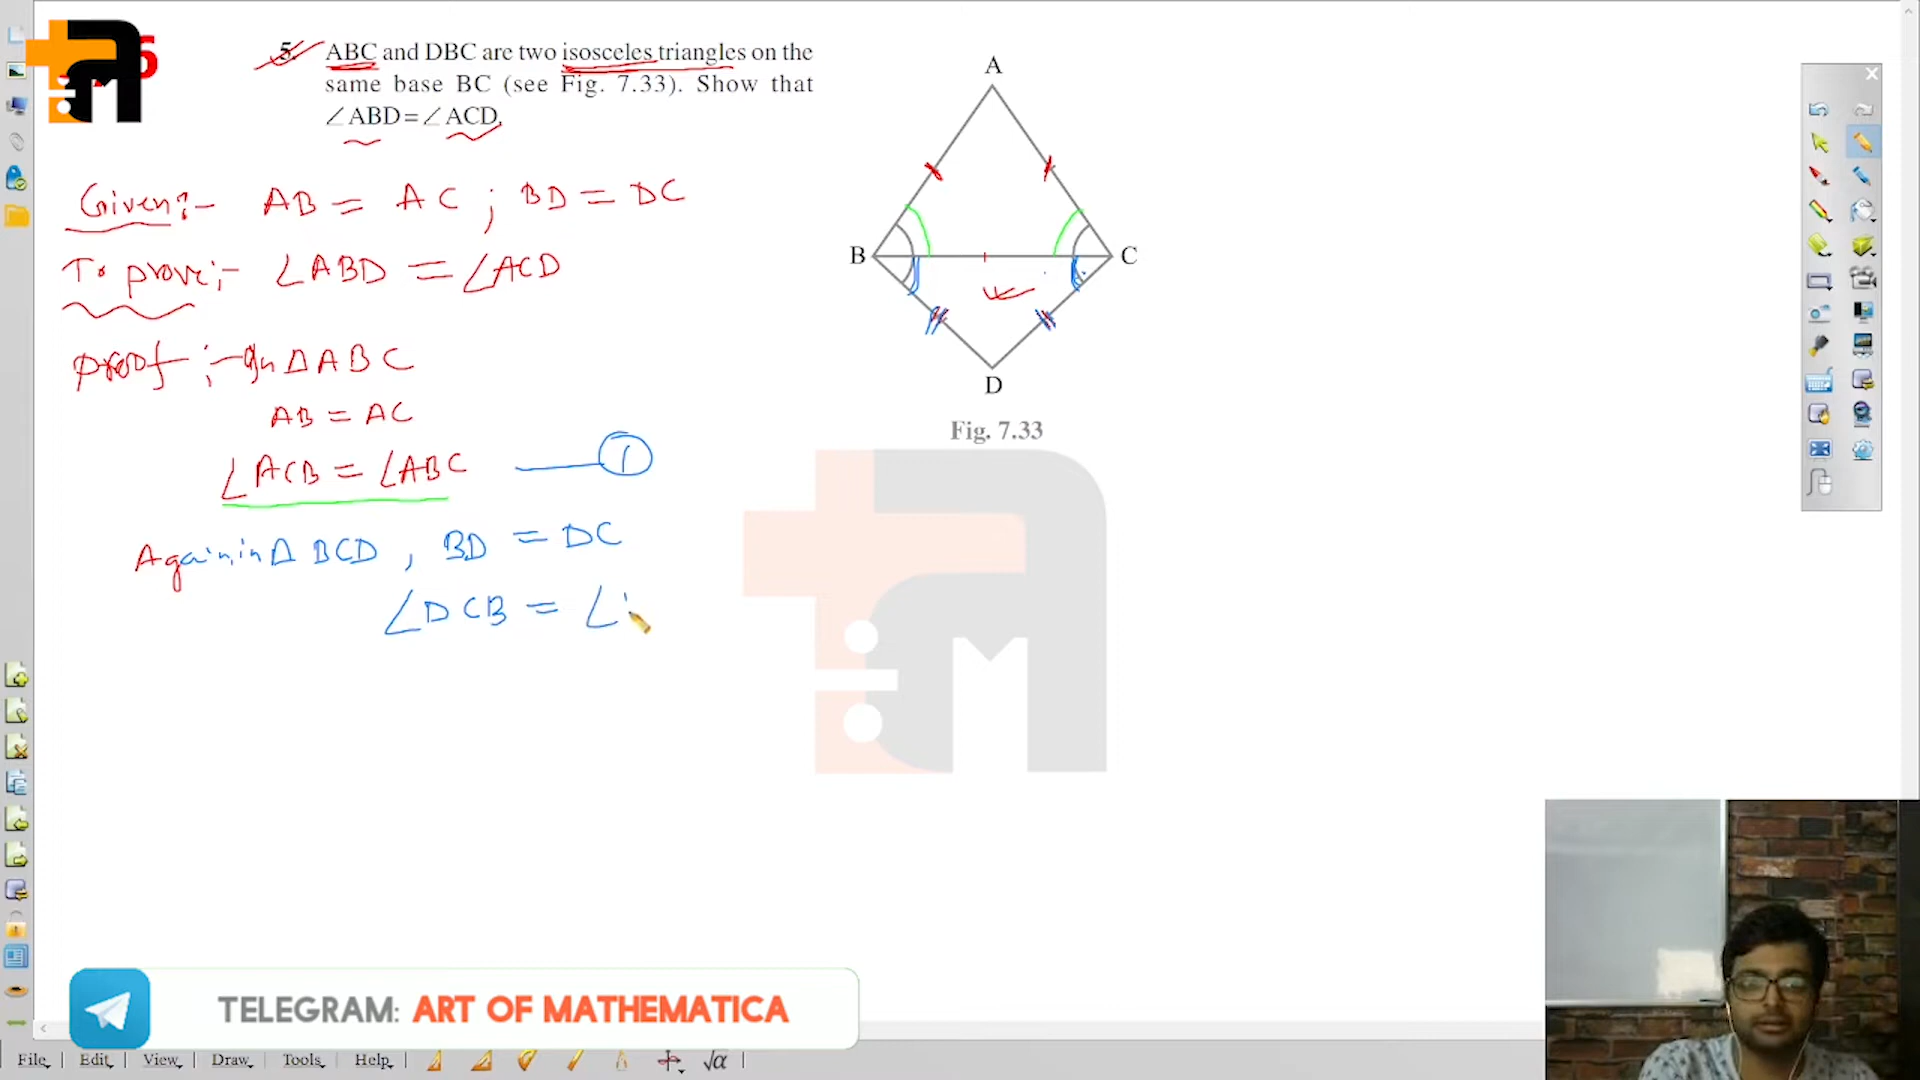 6
5. ABC and DBC are two isosceles triangles on the
same base BC (see Fig. 7.33). Show that
∠ABD=∠ACD.
Given:- AB = AC ; BD = DC
To prove:- ∠ABD = ∠ACD
Proof :- In ΔABC
AB = AC
∠ACB = ∠ABC —— 1
Again in Δ BCD , BD = DC
∠DCB = ∠
A
B
C
D
Fig. 7.33
TELEGRAM: ART OF MATHEMATICA
File
Edit
View
Draw
Tools
Help
√α